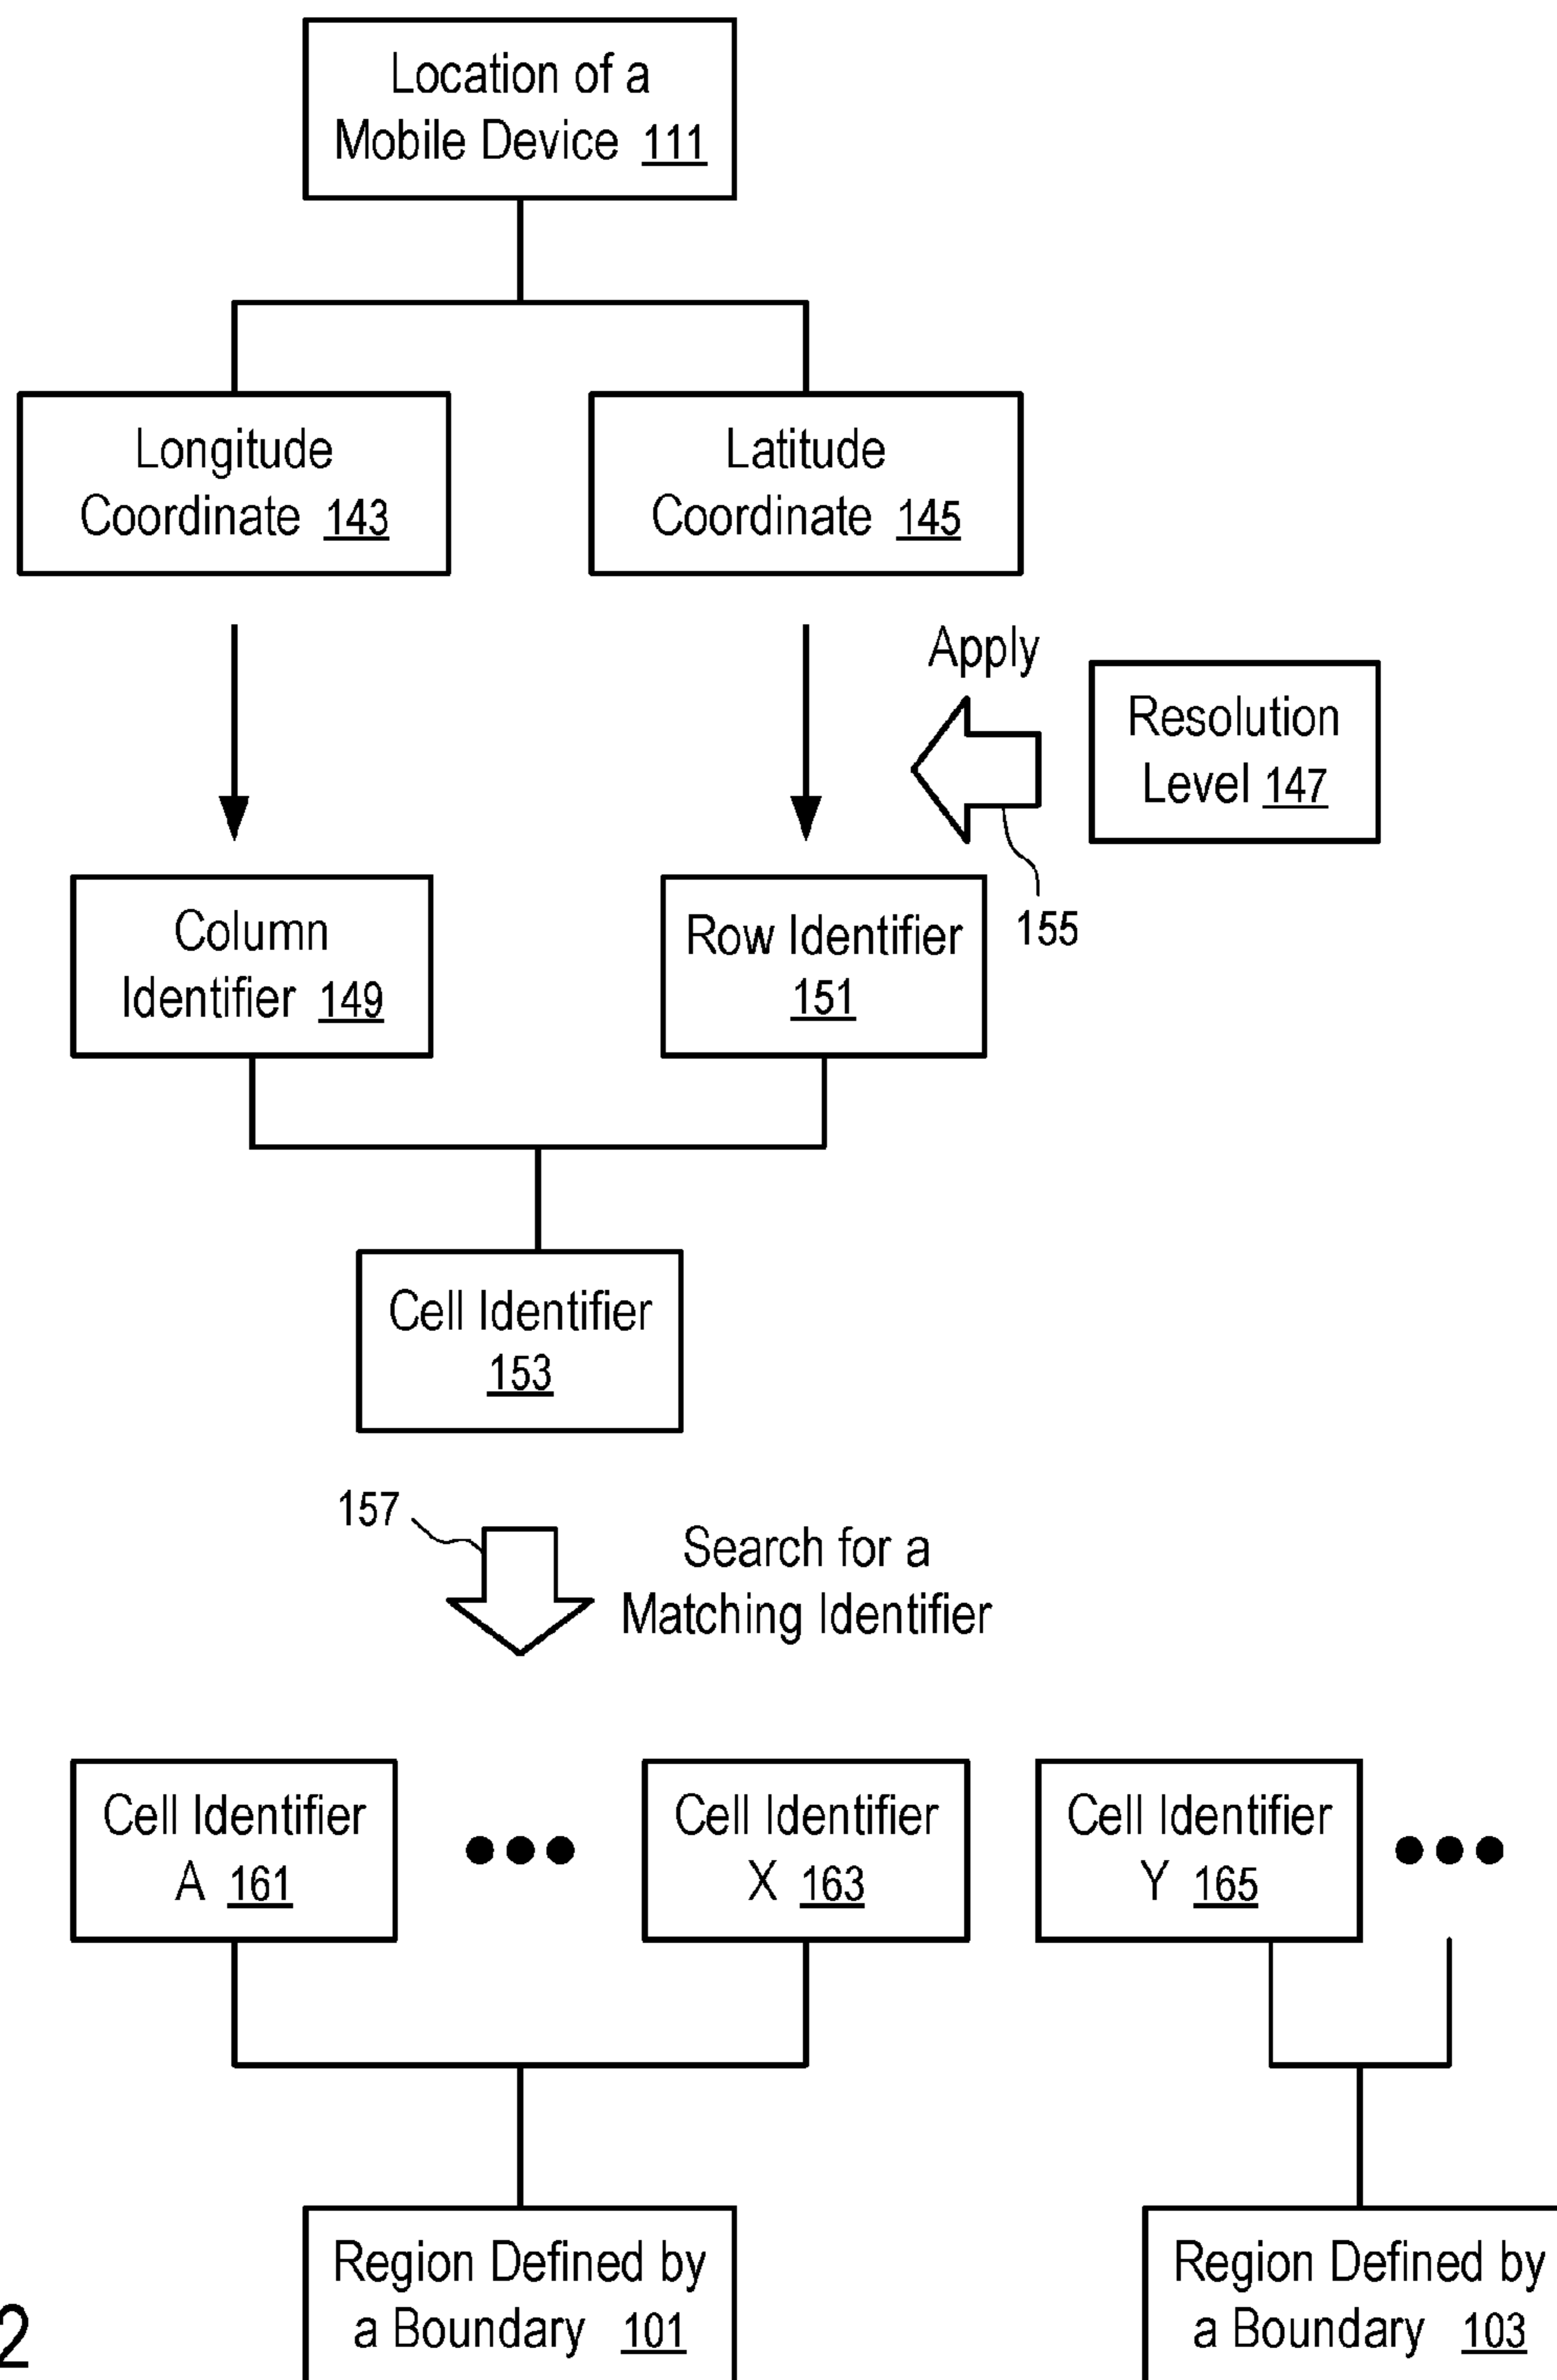 Location of a
Mobile Device 111
Longitude
Coordinate 143
Latitude
Coordinate 145
Apply
Resolution
Level 147
155
Column
Identifier 149
Row Identifier
151
Cell Identifier
153
157
Search for a
Matching Identifier
Cell Identifier
A 161
Cell Identifier
X 163
Cell Identifier
Y 165
Region Defined by
a Boundary 101
Region Defined by
a Boundary 103
2